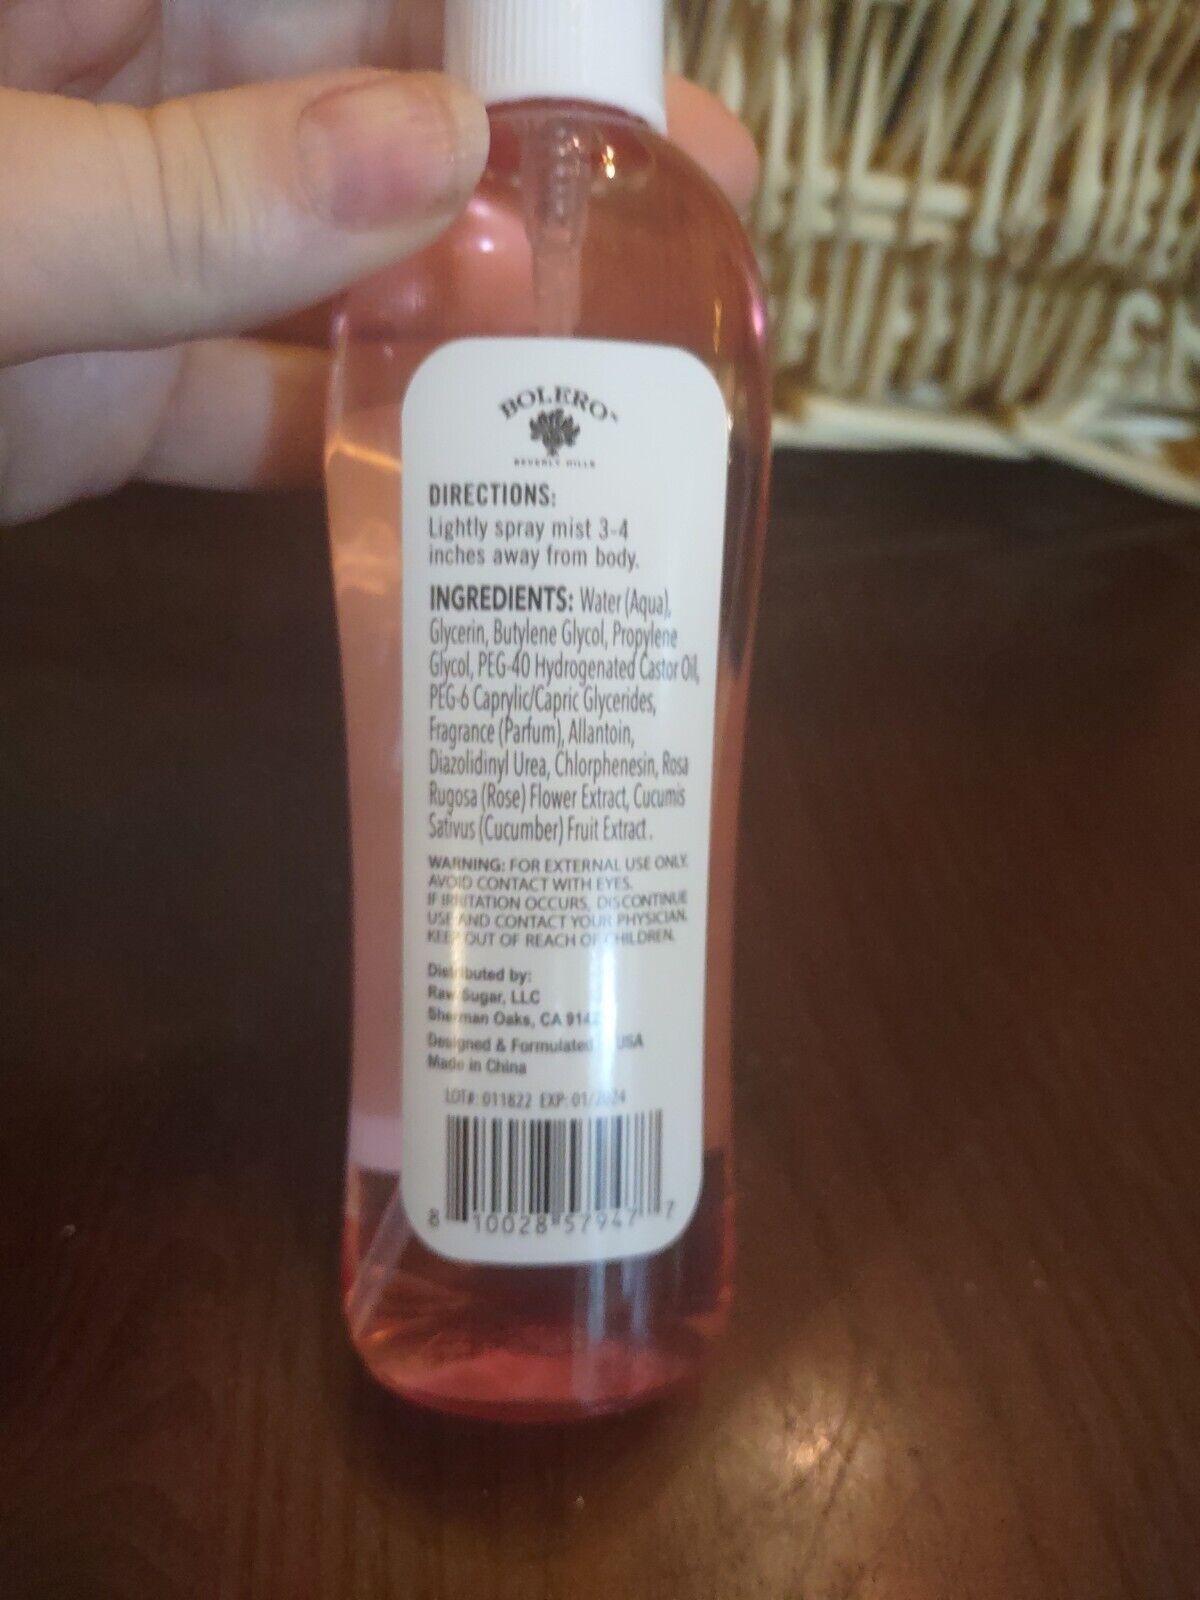 BOLERO™
BEVERLY HILLS
DIRECTIONS:
Lightly spray mist 3-4
inches away from body.
INGREDIENTS: Water (Aqua),
Glycerin, Butylene Glycol, Propylene
Glycol, PEG-40 Hydrogenated Castor Oil,
PEG-6 Caprylic/Capric Glycerides,
Fragrance (Parfum), Allantoin,
Diazolidinyl Urea, Chlorphenesin, Rosa
Rugosa (Rose) Flower Extract, Cucumis
Sativus (Cucumber) Fruit Extract.
WARNING: FOR EXTERNAL USE ONLY.
AVOID CONTACT WITH EYES.
IF IRRITATION OCCURS, DISCONTINUE
USE AND CONTACT YOUR PHYSICIAN.
KEEP OUT OF REACH OF CHILDREN.
Distributed by:
Raw Sugar, LLC
Sherman Oaks, CA
Designed & Formulated USA
Made in China
LOT#: 011822 EXP: 01/2024
8 10028 57947 7